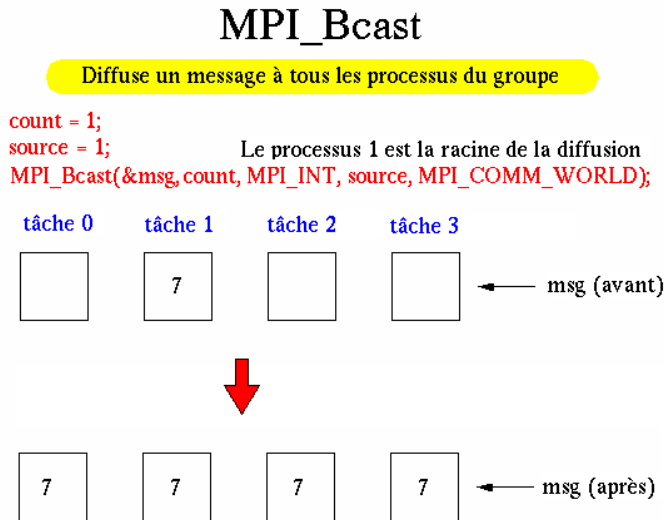 MPI_Bcast
Diffuse un message à tous les processus du groupe
count = 1;
source = 1;
Le processus 1 est la racine de la diffusion
MPI_Bcast(&msg, count, MPI_INT, source, MPI_COMM_WORLD);
tâche 0 tâche 1 tâche 2 tâche 3
7 msg (avant)
7 7 7 7 msg (après)